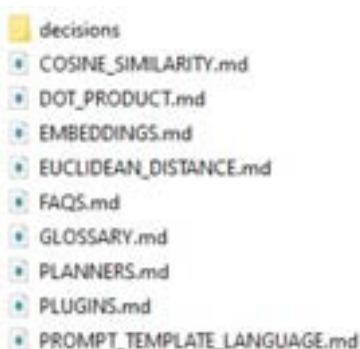 decisions
COSINE_SIMILARITY.md
DOT_PRODUCT.md
EMBEDDINGS.md
EUCLIDEAN_DISTANCE.md
FAQS.md
GLOSSARY.md
PLANNERS.md
PLUGINS.md
PROMPT_TEMPLATE_LANGUAGE.md